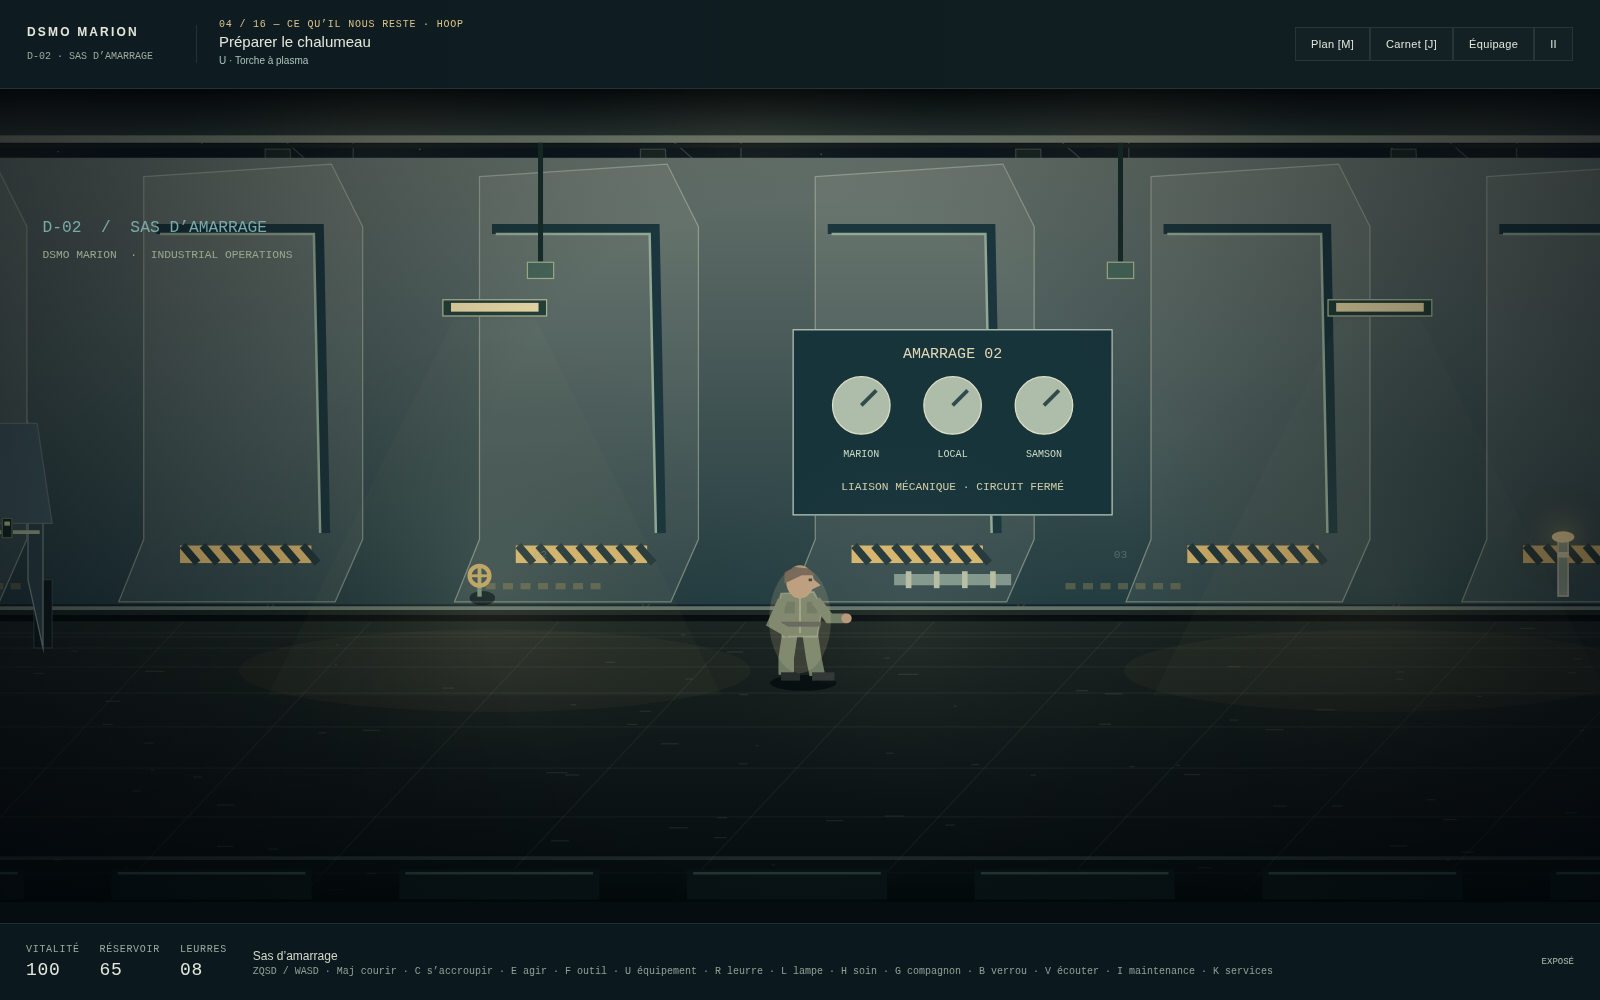 DSMO MARION
D-02 · SAS D’AMARRAGE
04 / 16 — CE QU’IL NOUS RESTE · HOOP
Préparer le chalumeau
U · Torche à plasma
Plan [M]
Carnet [J]
Équipage
II
D-02 / SAS D’AMARRAGE
DSMO MARION · INDUSTRIAL OPERATIONS
AMARRAGE 02
MARION
LOCAL
SAMSON
LIAISON MÉCANIQUE · CIRCUIT FERMÉ
03
VITALITÉ
100
RÉSERVOIR
65
LEURRES
08
Sas d’amarrage
ZQSD / WASD · Maj courir · C s’accroupir · E agir · F outil · U équipement · R leurre · L lampe · H soin · G compagnon · B verrou · V écouter · I maintenance · K services
EXPOSÉ